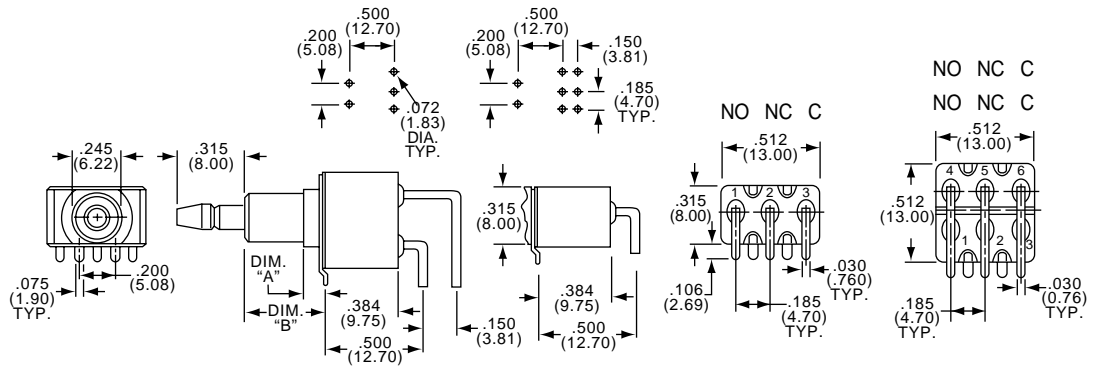 .500
(12.70)
.200
(5.08)
.072
(1.83)
DIA.
TYP.
.500
(12.70)
.200
(5.08)
.150
(3.81)
.185
(4.70)
TYP.
NO NC C
NO NC C
NO NC C
.245
(6.22)
.075
(1.90)
TYP.
.200
(5.08)
.315
(8.00)
DIM.
“A”
DIM.
“B”
.384
(9.75)
.500
(12.70)
.150
(3.81)
.315
(8.00)
.384
(9.75)
.500
(12.70)
.512
(13.00)
.315
(8.00)
1 2 3
.106
(2.69)
.030
(.760)
TYP.
.185
(4.70)
TYP.
.512
(13.00)
.512
(13.00)
4 5 6
1 2 3
.185
(4.70)
TYP.
.030
(0.76)
TYP.